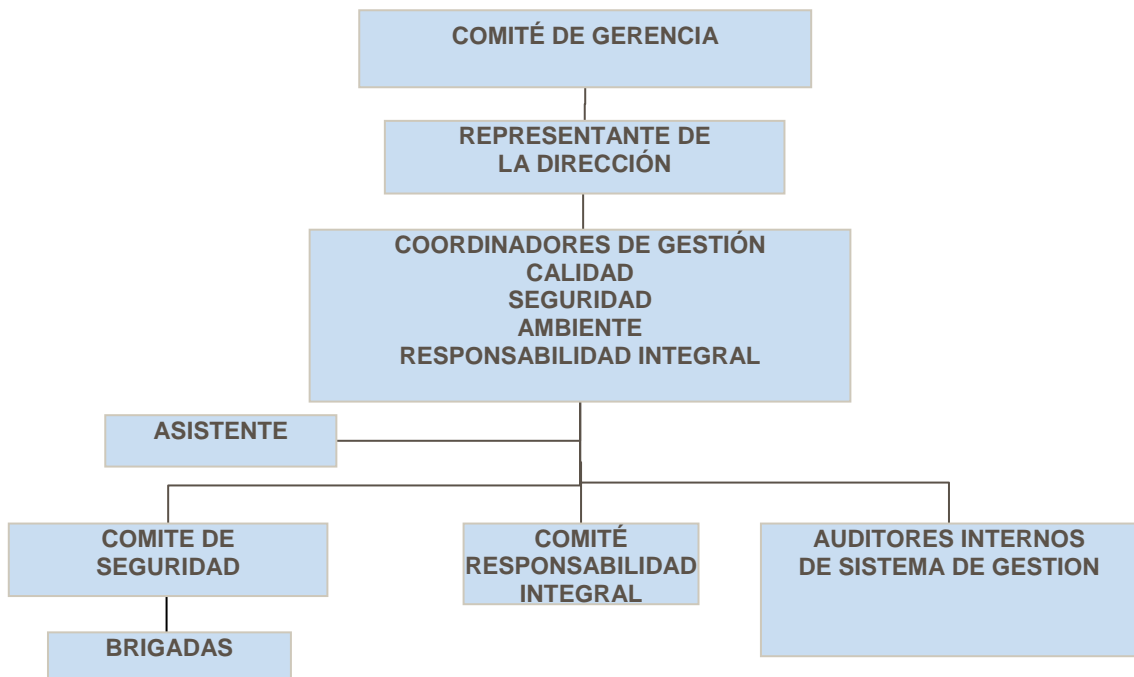 COMITÉ DE GERENCIA
REPRESENTANTE DE
LA DIRECCIÓN
COORDINADORES DE GESTIÓN
CALIDAD
SEGURIDAD
AMBIENTE
RESPONSABILIDAD INTEGRAL
ASISTENTE
COMITE DE
SEGURIDAD
COMITÉ
RESPONSABILIDAD
INTEGRAL
AUDITORES INTERNOS
DE SISTEMA DE GESTION
BRIGADAS